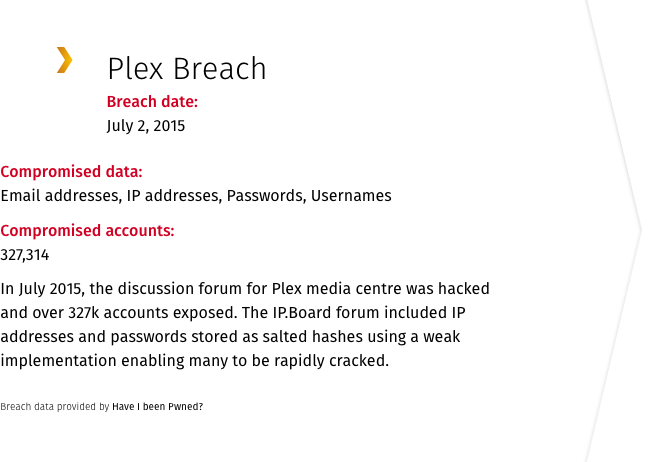 Plex Breach
Breach date:
July 2, 2015
Compromised data:
Email addresses, IP addresses, Passwords, Usernames
Compromised accounts:
327,314
In July 2015, the discussion forum for Plex media centre was hacked
and over 327k accounts exposed. The IP.Board forum included IP
addresses and passwords stored as salted hashes using a weak
implementation enabling many to be rapidly cracked.
Breach data provided by Have I been Pwned?